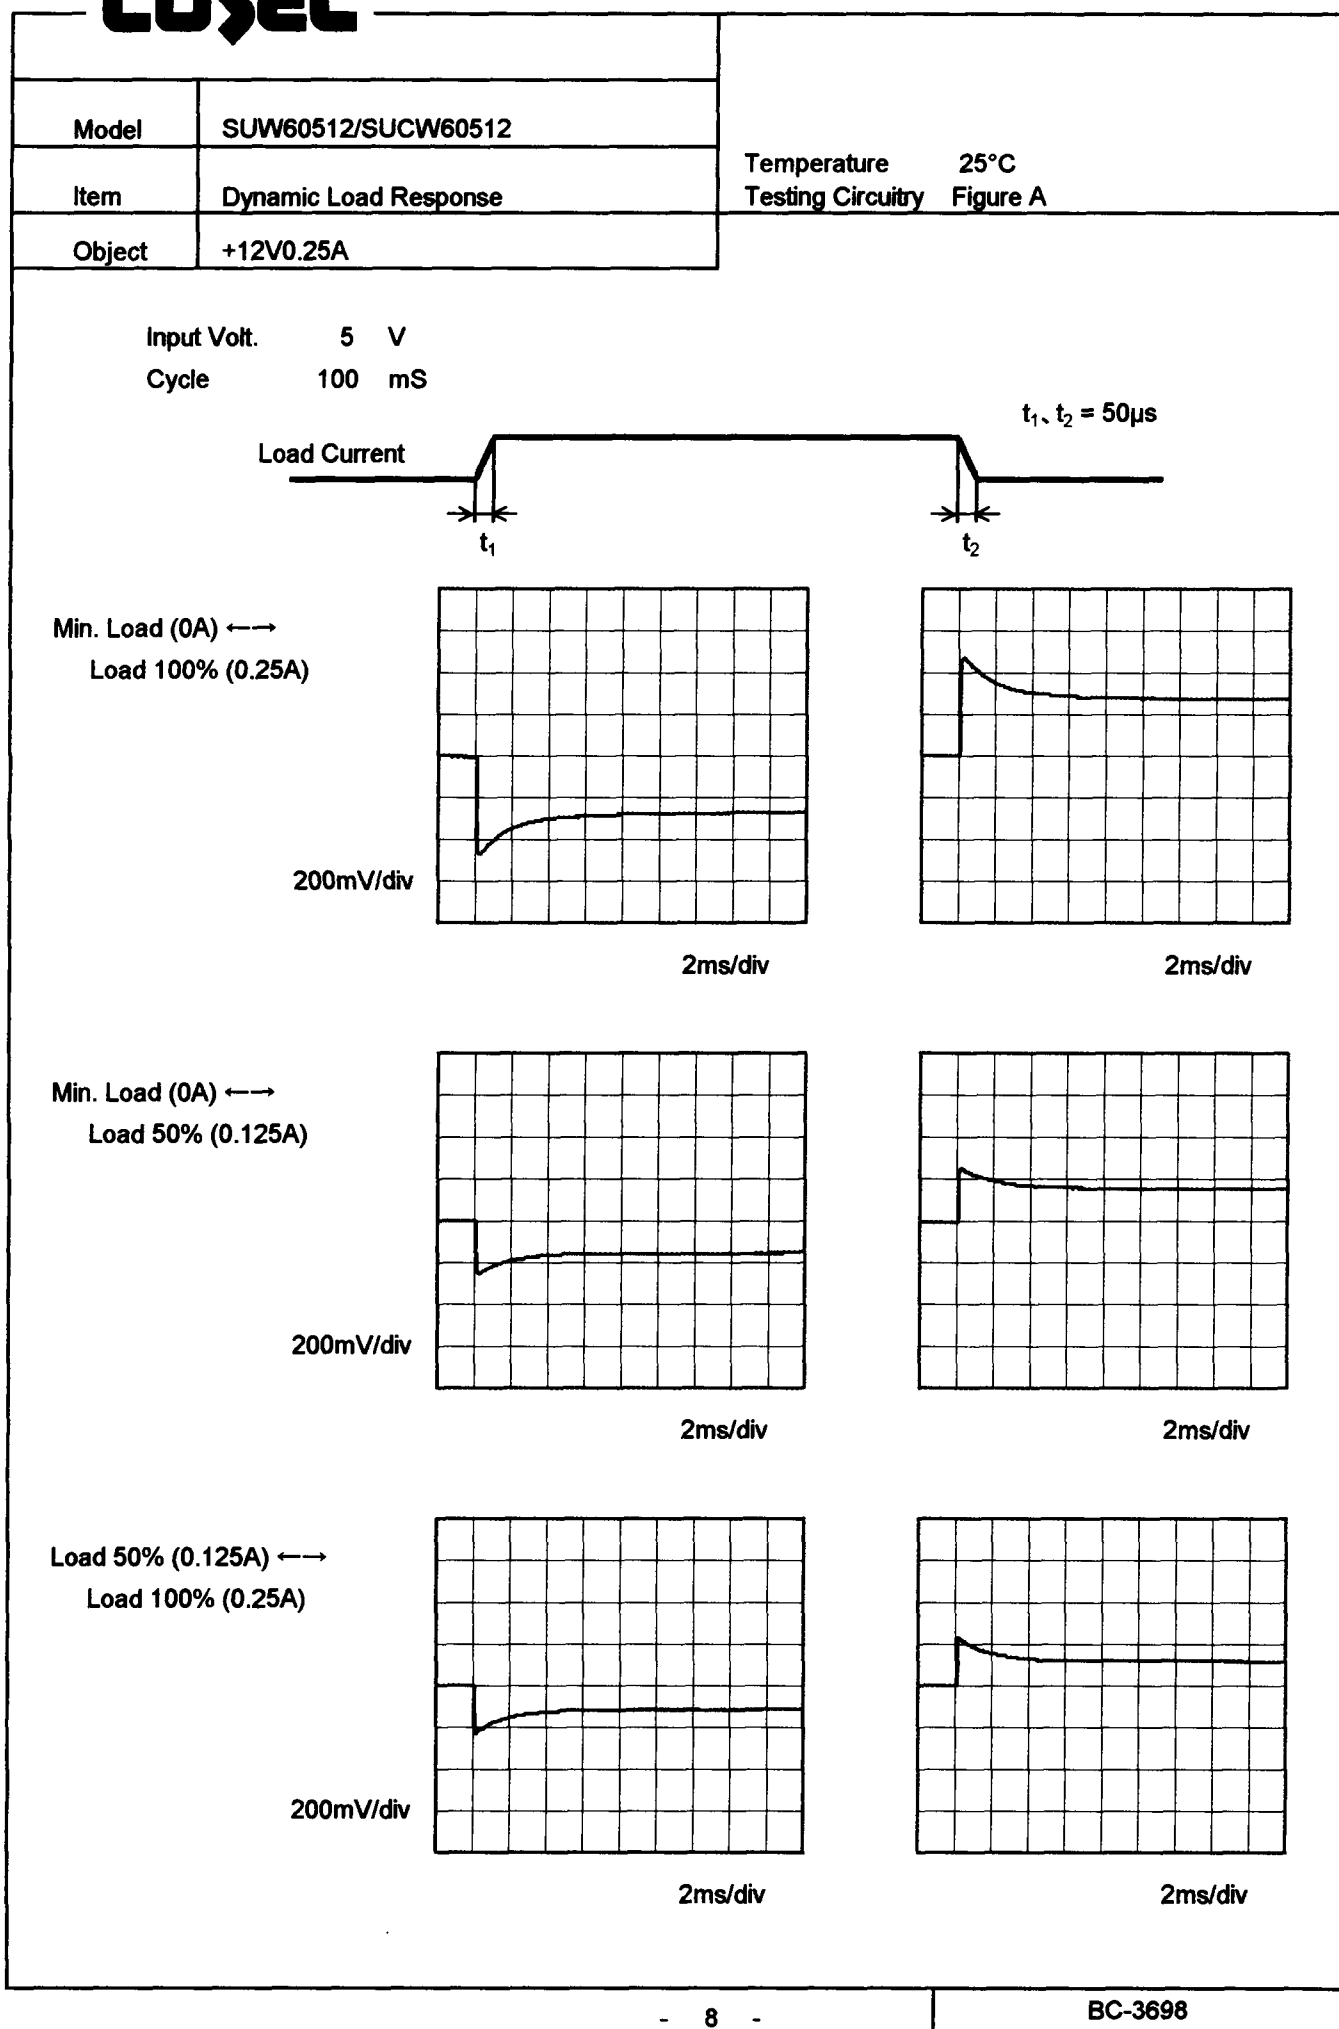 COSEL
Model SUW60512/SUCW60512
Item Dynamic Load Response
Temperature 25°C
Testing Circuitry Figure A
Object +12V0.25A
Input Volt. 5 V
Cycle 100 mS
t₁、t₂ = 50µs
Load Current
t₁ t₂
Min. Load (0A) ←→
Load 100% (0.25A)
200mV/div
2ms/div 2ms/div
Min. Load (0A) ←→
Load 50% (0.125A)
200mV/div
2ms/div 2ms/div
Load 50% (0.125A) ←→
Load 100% (0.25A)
200mV/div
2ms/div 2ms/div
- 8 - BC-3698